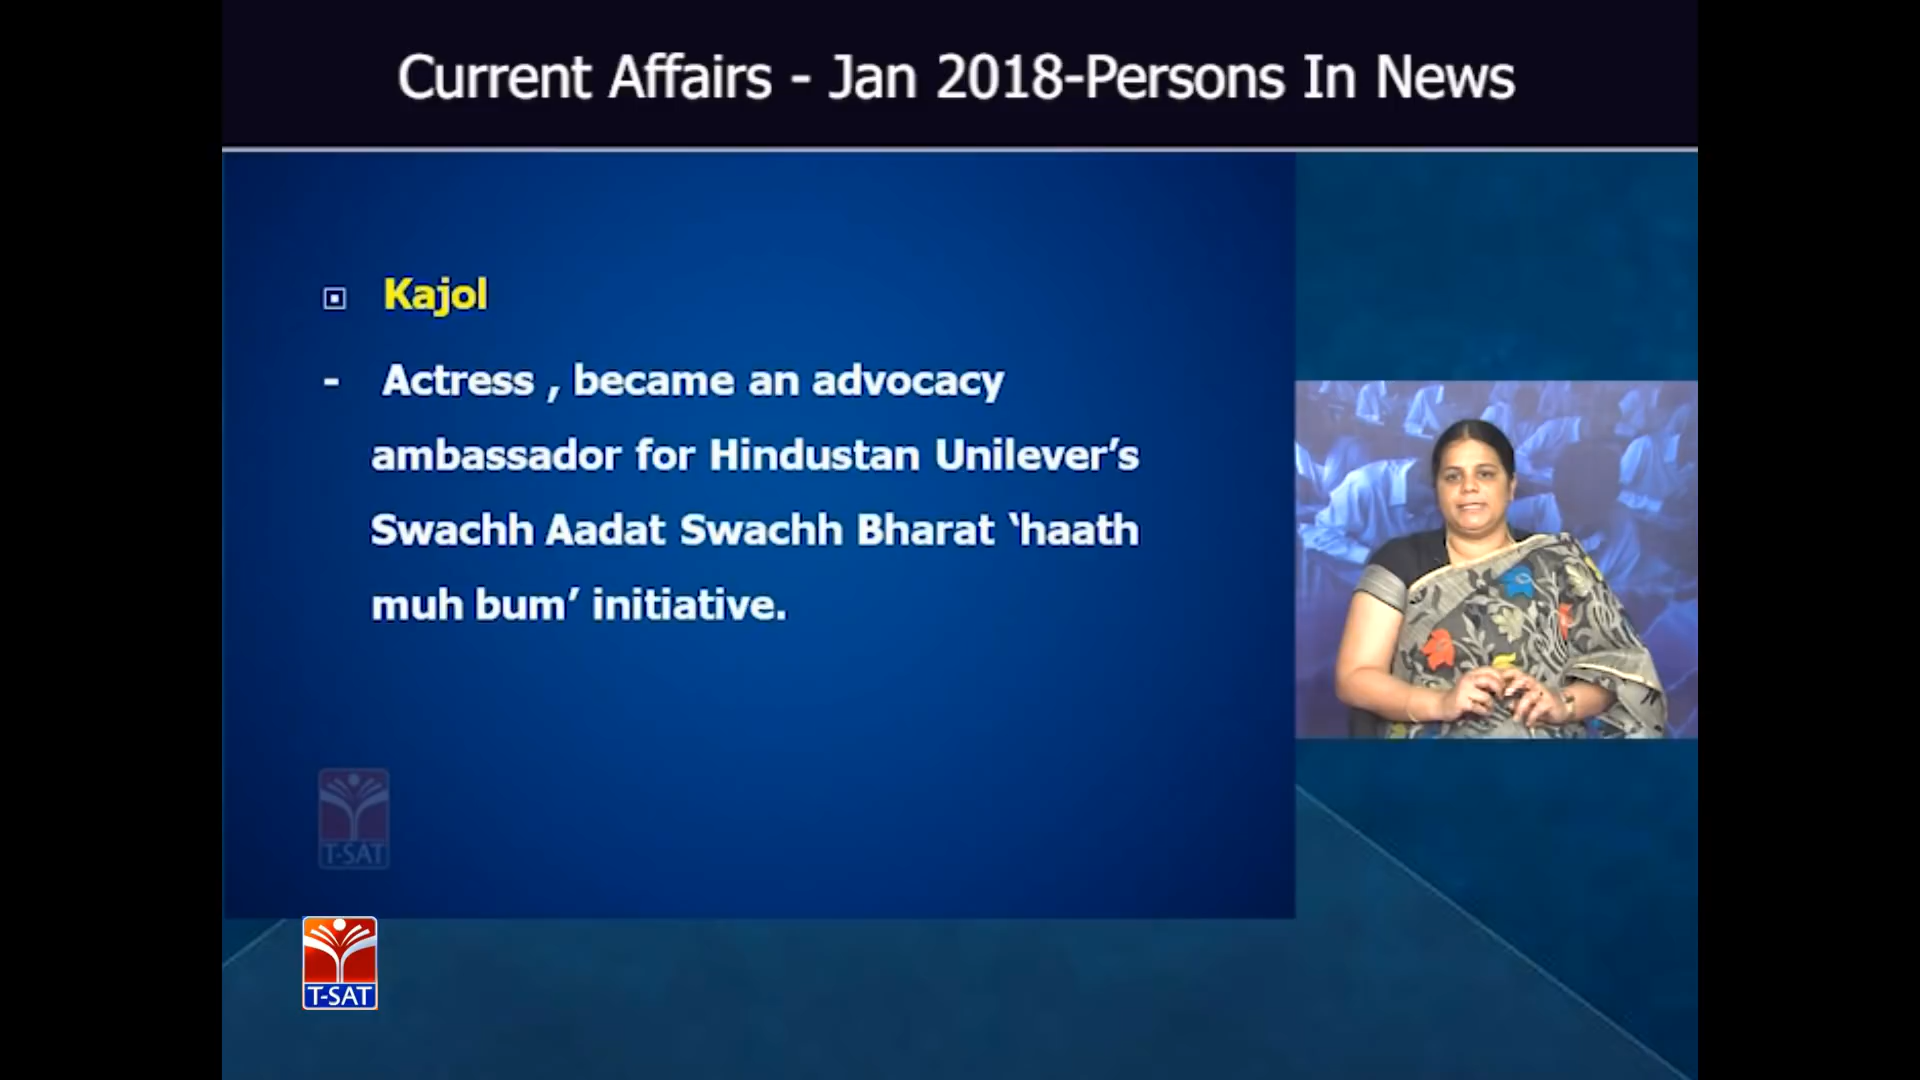 Current Affairs - Jan 2018-Persons In News
Kajol
- Actress , became an advocacy
ambassador for Hindustan Unilever’s
Swachh Aadat Swachh Bharat ‘haath
muh bum’ initiative.
T-SAT
T-SAT